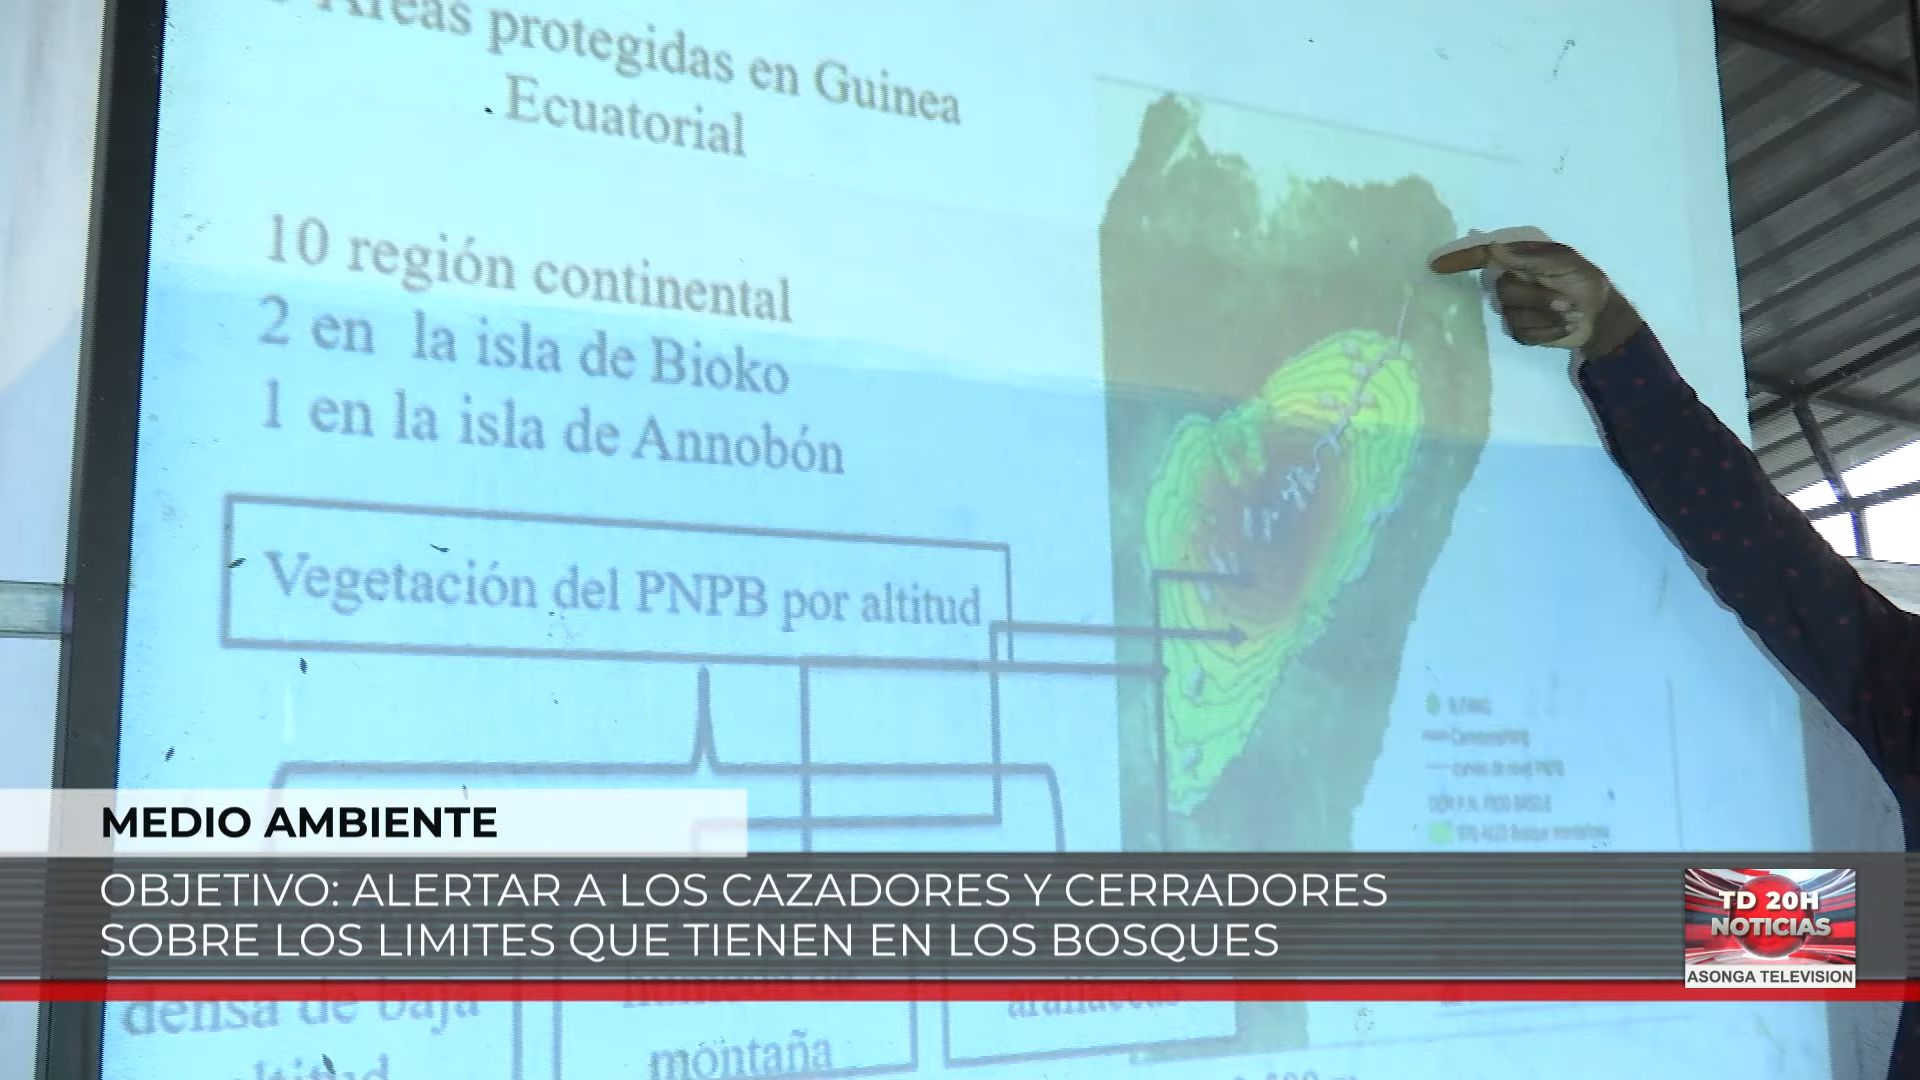 Áreas protegidas en Guinea
Ecuatorial
10 región continental
2 en la isla de Bioko
1 en la isla de Annobón
Vegetación del PNPB por altitud
MEDIO AMBIENTE
OBJETIVO: ALERTAR A LOS CAZADORES Y CERRADORES
SOBRE LOS LIMITES QUE TIENEN EN LOS BOSQUES
TD 20H
NOTICIAS
ASONGA TELEVISION
densa de baja
montaña